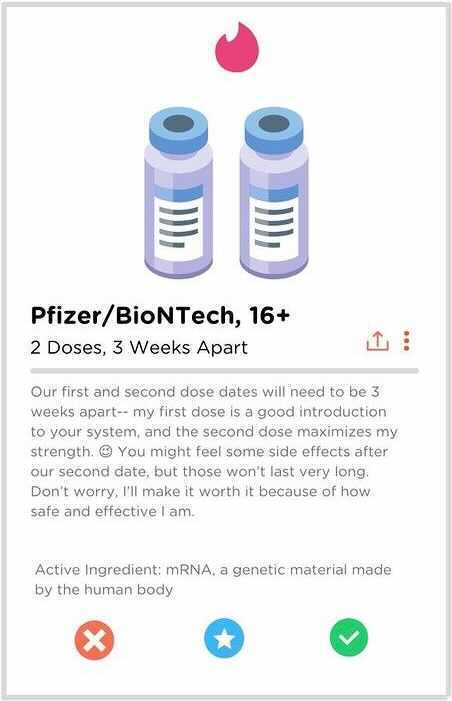 Pfizer/BioNTech, 16+
2 Doses, 3 Weeks Apart
Our first and second dose dates will need to be 3
weeks apart-- my first dose is a good introduction
to your system, and the second dose maximizes my
strength. 😉 You might feel some side effects after
our second date, but those won't last very long.
Don't worry, I'll make it worth it because of how
safe and effective I am.
Active Ingredient: mRNA, a genetic material made
by the human body